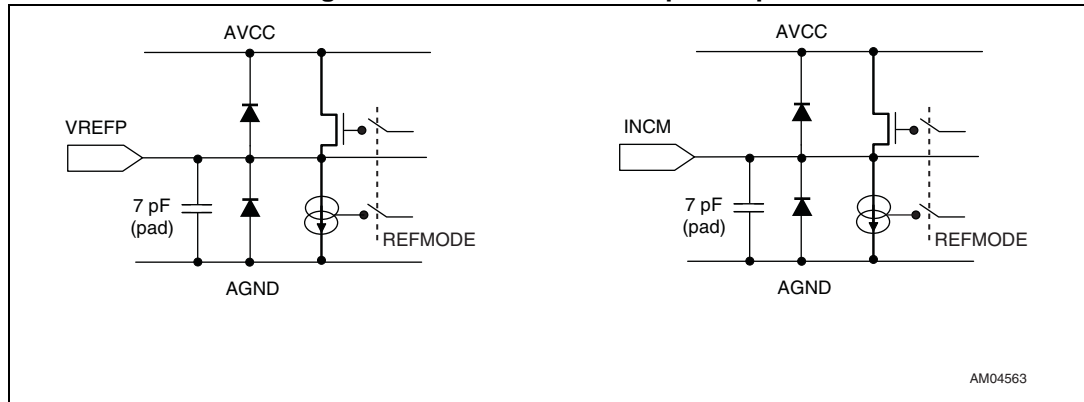 AVCC
VREFP
7 pF
(pad)
REFMODE
AGND
AVCC
INCM
7 pF
(pad)
REFMODE
AGND
AM04563